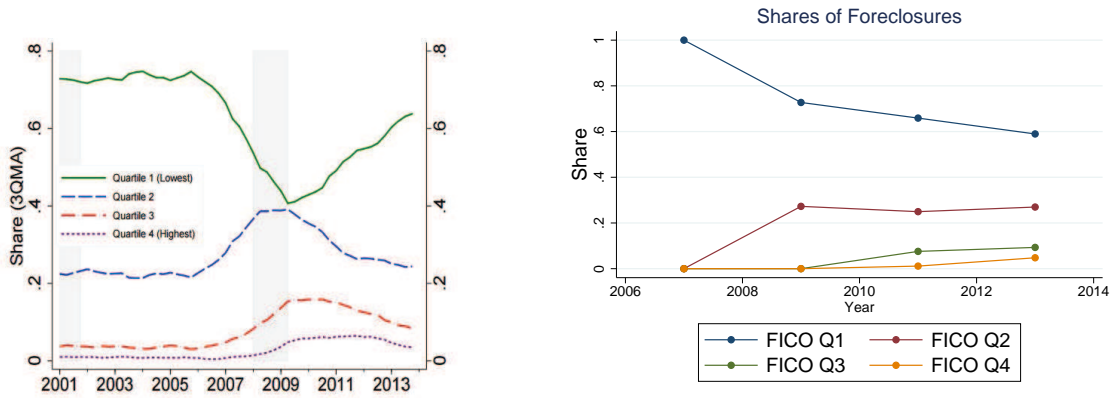 Share (3QMA)
.8
.6
.4
.2
0
.8
.6
.4
.2
0
Quartile 1 (Lowest)
Quartile 2
Quartile 3
Quartile 4 (Highest)
2001 2003 2005 2007 2009 2011 2013
Shares of Foreclosures
Share
1
.8
.6
.4
.2
0
2006 2008 2010 2012 2014
Year
FICO Q1 FICO Q2
FICO Q3 FICO Q4